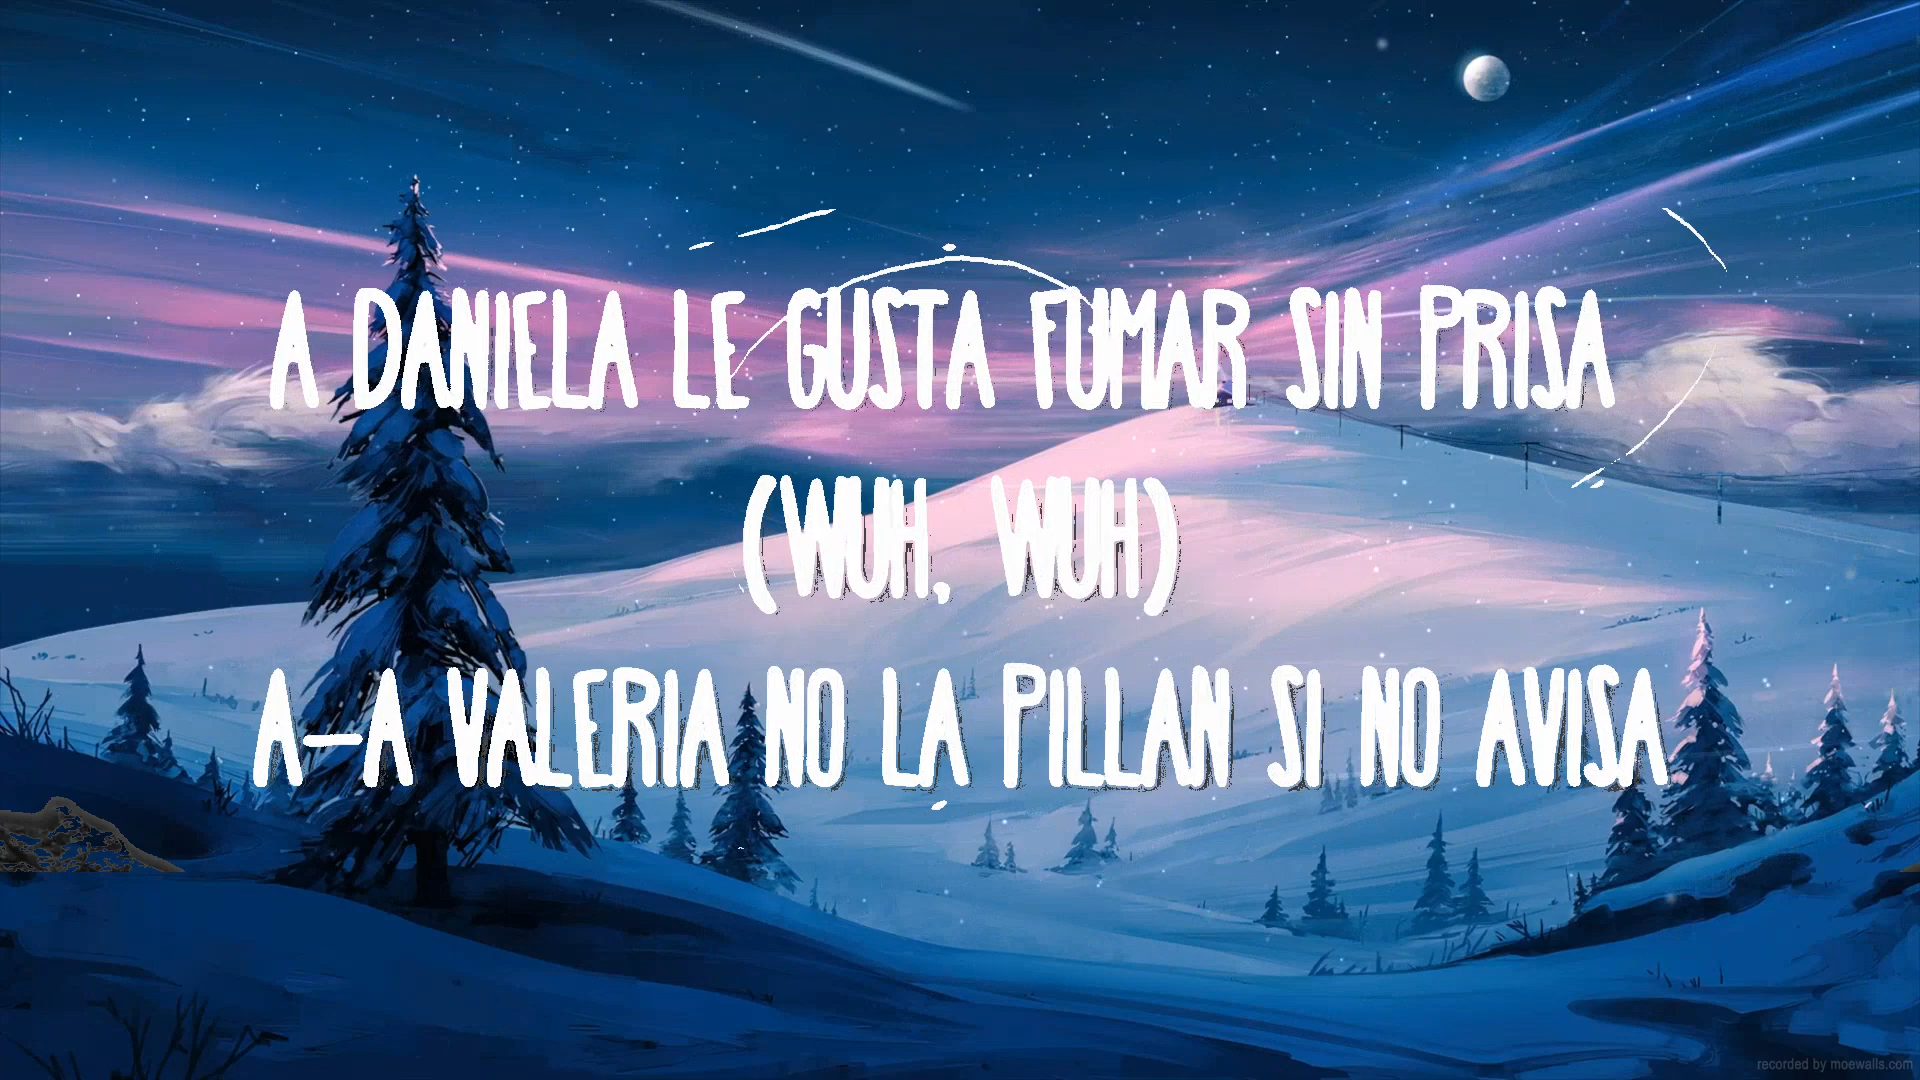 A DANIELA LE GUSTA FUMAR SIN PRISA
(WUH, WUH)
A-A VALERIA NO LA PILLAN SI NO AVISA
recorded by moewalls.com